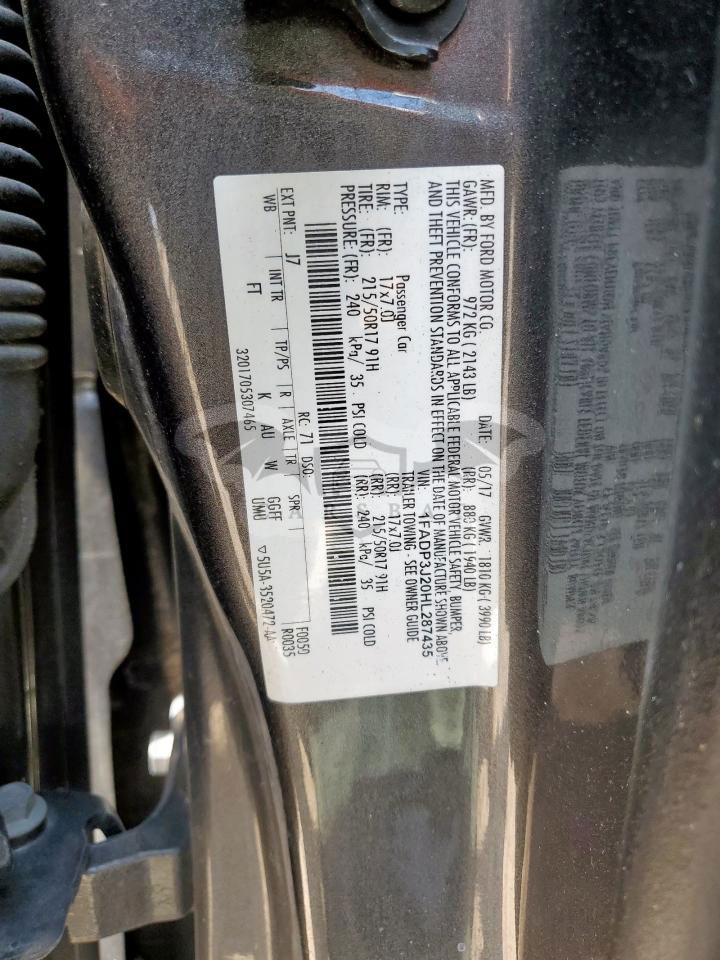 MFD. BY FORD MOTOR CO. DATE: 05/17 GVWR: 1810 KG ( 3990 LB)
GAWR: (FR): 972 KG ( 2143 LB) (RR): 880 KG ( 1940 LB)
THIS VEHICLE CONFORMS TO ALL APPLICABLE FEDERAL MOTOR VEHICLE SAFETY, BUMPER,
AND THEFT PREVENTION STANDARDS IN EFFECT ON THE DATE OF MANUFACTURE SHOWN ABOVE.
VIN: 1FADP3J20HL287435
TYPE: Passenger Car TRAILER TOWING - SEE OWNER GUIDE
RIM: (FR): 17x7.0J (RR): 17x7.0J
TIRE: (FR): 215/50R17 91H (RR): 215/50R17 91H
PRESSURE: (FR): 240 kPa/ 35 PSI COLD (RR): 240 kPa/ 35 PSI COLD
RC: 71 DSO:
EXT PNT: J7 F0050
R0035
WB INT TR TP/PS R AXLE TR SPR
FT K AU W GGFF
UMU
3201705307465 5U5A-3520472-AA